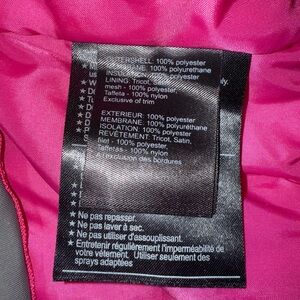 OUTERSHELL: 100% polyester
MEMBRANE: 100% polyurethane
INSULATION: 100% polyester
LINING: Tricot, Satin,
mesh - 100% polyester
Taffeta - 100% nylon
Exclusive of trim
EXTERIEUR: 100% polyester
MEMBRANE: 100% polyuréthane
ISOLATION: 100% polyester
REVÊTEMENT: Tricot, Satin,
filet - 100% polyester,
Taffetas - 100% nylon
A l'exclusion des bordures
★ Ne pas repasser.
★ Ne pas laver à sec.
★ Ne pas utiliser d'assouplissant.
★ Entretenir régulièrement l'imperméabilité de
votre vêtement. Utiliser seulement des
sprays adaptées